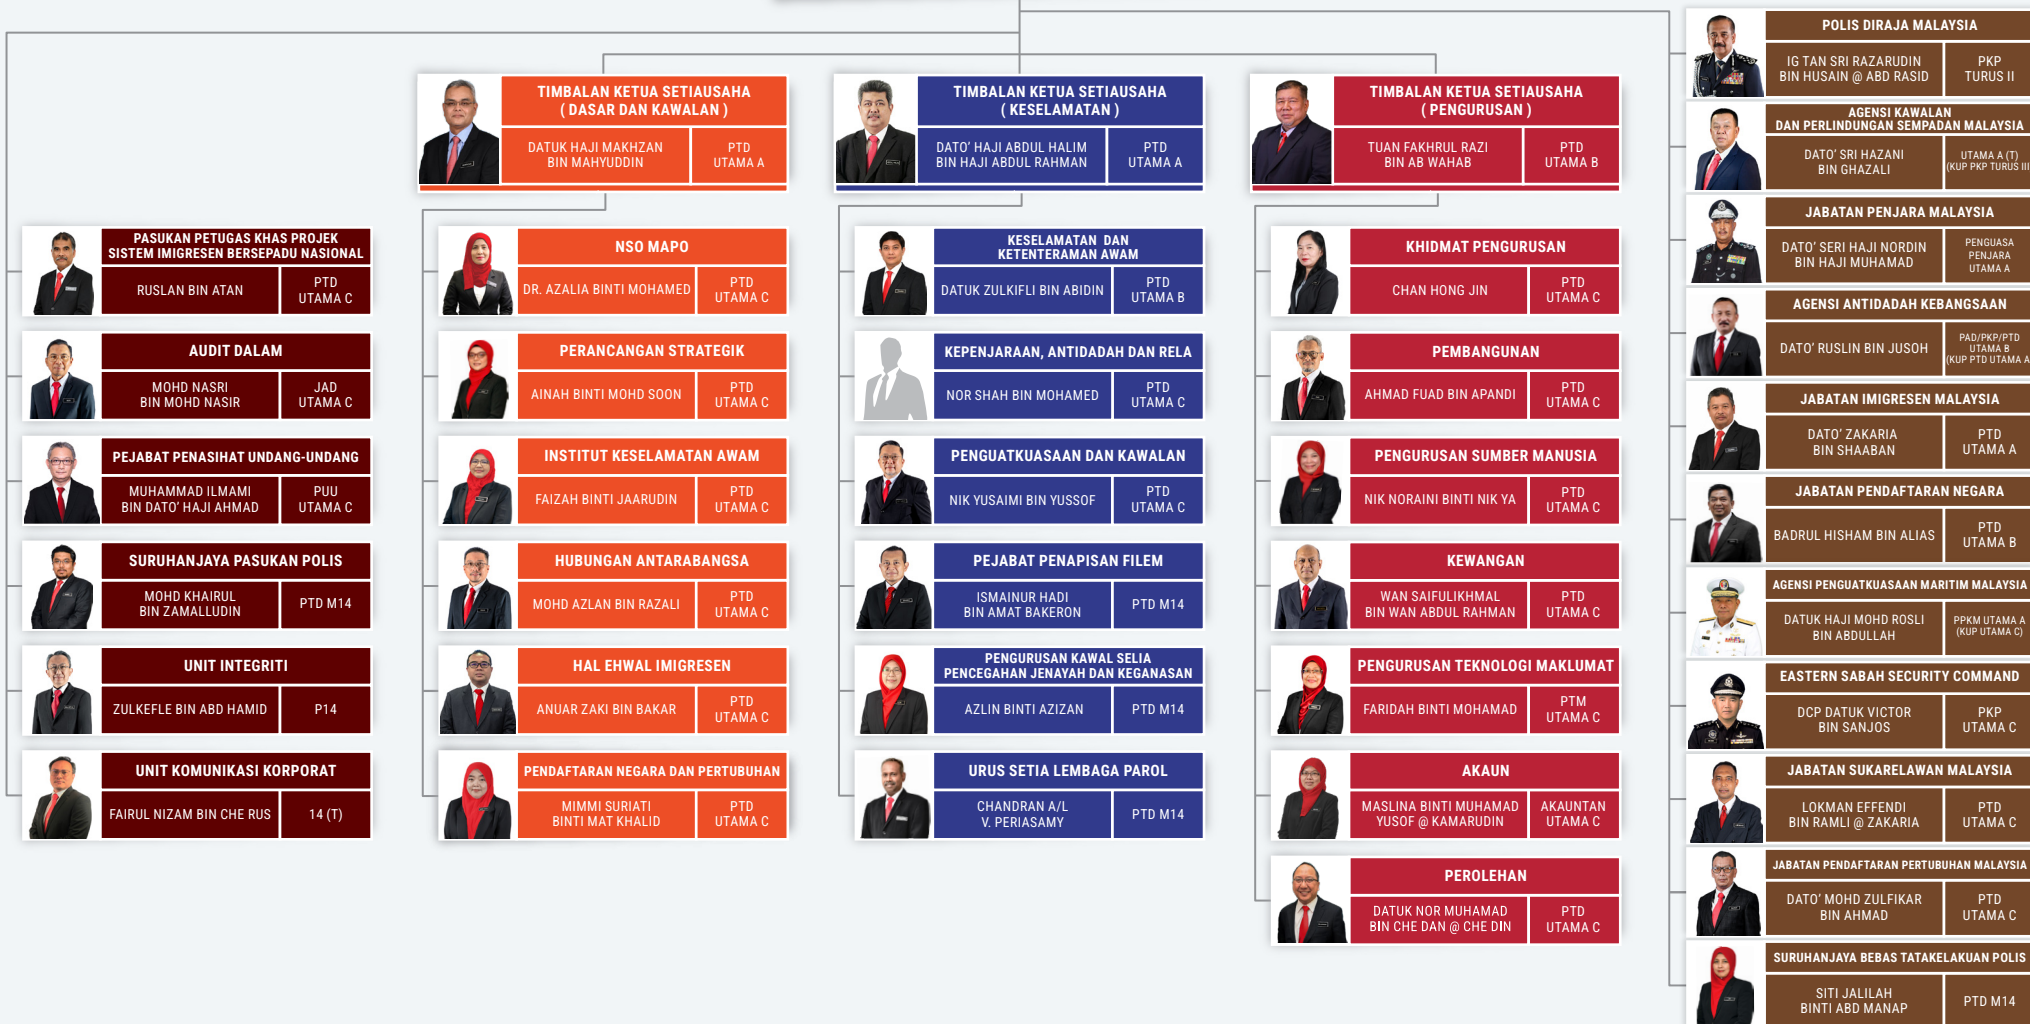 TIMBALAN KETUA SETIAUSAHA
( DASAR DAN KAWALAN )
DATUK HAJI MAKHZAN
BIN MAHYUDDIN
PTD
UTAMA A
TIMBALAN KETUA SETIAUSAHA
( KESELAMATAN )
DATO' HAJI ABDUL HALIM
BIN HAJI ABDUL RAHMAN
PTD
UTAMA A
TIMBALAN KETUA SETIAUSAHA
( PENGURUSAN )
TUAN FAKHRUL RAZI
BIN AB WAHAB
PTD
UTAMA B
PASUKAN PETUGAS KHAS PROJEK
SISTEM IMIGRESEN BERSEPADU NASIONAL
RUSLAN BIN ATAN
PTD
UTAMA C
AUDIT DALAM
MOHD NASRI
BIN MOHD NASIR
JAD
UTAMA C
PEJABAT PENASIHAT UNDANG-UNDANG
MUHAMMAD ILMAMI
BIN DATO' HAJI AHMAD
PUU
UTAMA C
SURUHANJAYA PASUKAN POLIS
MOHD KHAIRUL
BIN ZAMALLUDIN
PTD M14
UNIT INTEGRITI
ZULKEFLE BIN ABD HAMID
P14
UNIT KOMUNIKASI KORPORAT
FAIRUL NIZAM BIN CHE RUS
14 (T)
NSO MAPO
DR. AZALIA BINTI MOHAMED
PTD
UTAMA C
PERANCANGAN STRATEGIK
AINAH BINTI MOHD SOON
PTD
UTAMA C
INSTITUT KESELAMATAN AWAM
FAIZAH BINTI JAARUDIN
PTD
UTAMA C
HUBUNGAN ANTARABANGSA
MOHD AZLAN BIN RAZALI
PTD
UTAMA C
HAL EHWAL IMIGRESEN
ANUAR ZAKI BIN BAKAR
PTD
UTAMA C
PENDAFTARAN NEGARA DAN PERTUBUHAN
MIMMI SURIATI
BINTI MAT KHALID
PTD
UTAMA C
KESELAMATAN DAN
KETENTERAMAN AWAM
DATUK ZULKIFLI BIN ABIDIN
PTD
UTAMA B
KEPENJARAAN, ANTIDADAH DAN RELA
NOR SHAH BIN MOHAMED
PTD
UTAMA C
PENGUATKUASAAN DAN KAWALAN
NIK YUSAIMI BIN YUSSOF
PTD
UTAMA C
PEJABAT PENAPISAN FILEM
ISMAINUR HADI
BIN AMAT BAKERON
PTD M14
PENGURUSAN KAWAL SELIA
PENCEGAHAN JENAYAH DAN KEGANASAN
AZLIN BINTI AZIZAN
PTD M14
URUS SETIA LEMBAGA PAROL
CHANDRAN A/L
V. PERIASAMY
PTD M14
KHIDMAT PENGURUSAN
CHAN HONG JIN
PTD
UTAMA C
PEMBANGUNAN
AHMAD FUAD BIN APANDI
PTD
UTAMA C
PENGURUSAN SUMBER MANUSIA
NIK NORAINI BINTI NIK YA
PTD
UTAMA C
KEWANGAN
WAN SAIFULIKHMAL
BIN WAN ABDUL RAHMAN
PTD
UTAMA C
PENGURUSAN TEKNOLOGI MAKLUMAT
FARIDAH BINTI MOHAMAD
PTM
UTAMA C
AKAUN
MASLINA BINTI MUHAMAD
YUSOF @ KAMARUDIN
AKAUNTAN
UTAMA C
PEROLEHAN
DATUK NOR MUHAMAD
BIN CHE DAN @ CHE DIN
PTD
UTAMA C
POLIS DIRAJA MALAYSIA
IG TAN SRI RAZARUDIN
BIN HUSAIN @ ABD RASID
PKP
TURUS II
AGENSI KAWALAN
DAN PERLINDUNGAN SEMPADAN MALAYSIA
DATO' SRI HAZANI
BIN GHAZALI
UTAMA A (T)
(KUP PKP TURUS III
JABATAN PENJARA MALAYSIA
DATO' SERI HAJI NORDIN
BIN HAJI MUHAMAD
PENGUASA
PENJARA
UTAMA A
AGENSI ANTIDADAH KEBANGSAAN
DATO' RUSLIN BIN JUSOH
PAD/PKP/PTD
UTAMA B
(KUP PTD UTAMA A
JABATAN IMIGRESEN MALAYSIA
DATO' ZAKARIA
BIN SHAABAN
PTD
UTAMA A
JABATAN PENDAFTARAN NEGARA
BADRUL HISHAM BIN ALIAS
PTD
UTAMA B
AGENSI PENGUATKUASAAN MARITIM MALAYSIA
DATUK HAJI MOHD ROSLI
BIN ABDULLAH
PPKM UTAMA A
(KUP UTAMA C)
EASTERN SABAH SECURITY COMMAND
DCP DATUK VICTOR
BIN SANJOS
PKP
UTAMA C
JABATAN SUKARELAWAN MALAYSIA
LOKMAN EFFENDI
BIN RAMLI @ ZAKARIA
PTD
UTAMA C
JABATAN PENDAFTARAN PERTUBUHAN MALAYSIA
DATO' MOHD ZULFIKAR
BIN AHMAD
PTD
UTAMA C
SURUHANJAYA BEBAS TATAKELAKUAN POLIS
SITI JALILAH
BINTI ABD MANAP
PTD M14